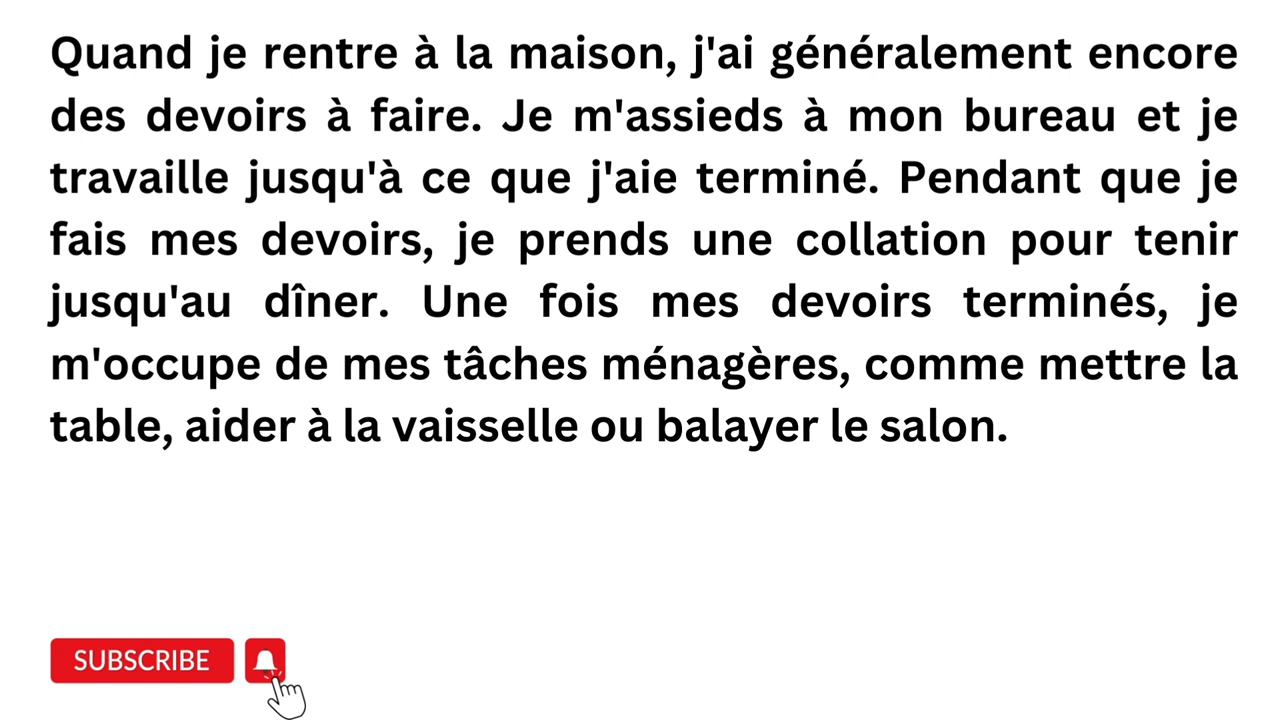 Quand je rentre à la maison, j'ai généralement encore
des devoirs à faire. Je m'assieds à mon bureau et je
travaille jusqu'à ce que j'aie terminé. Pendant que je
fais mes devoirs, je prends une collation pour tenir
jusqu'au dîner. Une fois mes devoirs terminés, je
m'occupe de mes tâches ménagères, comme mettre la
table, aider à la vaisselle ou balayer le salon.
SUBSCRIBE